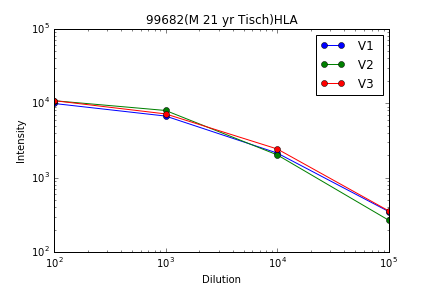 99682(M 21 yr Tisch)HLA
10^5
10^4
10^3
10^2
Intensity
V1
V2
V3
10^2 10^3 10^4 10^5
Dilution